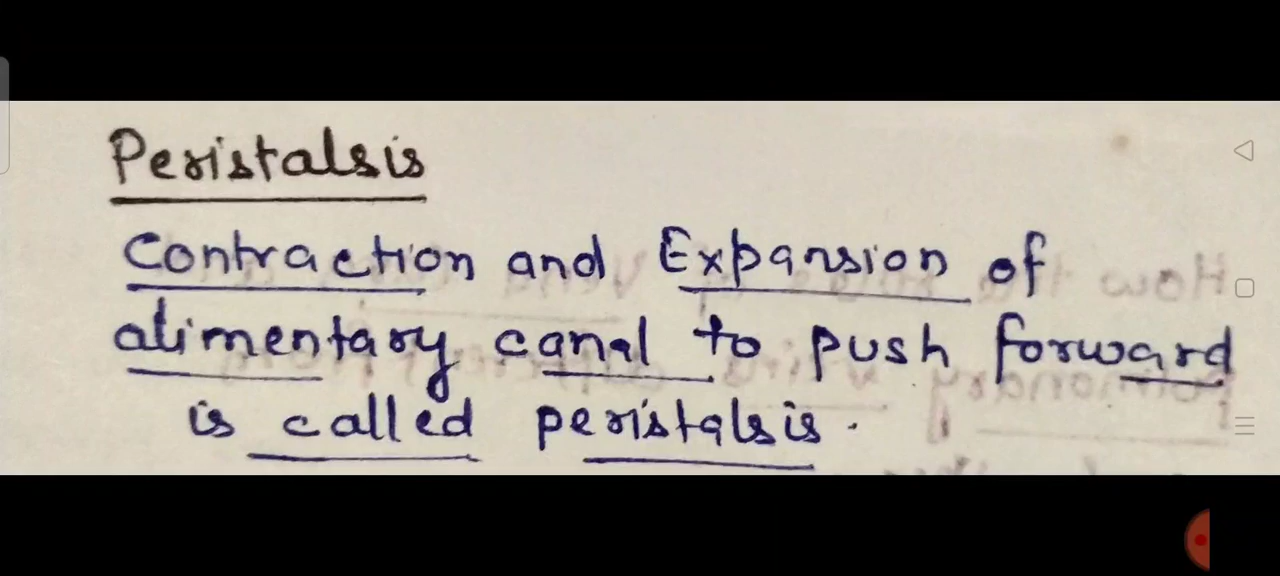 Peristalsis
Contraction and Expansion of
alimentary canal to push forward
is called peristalsis.